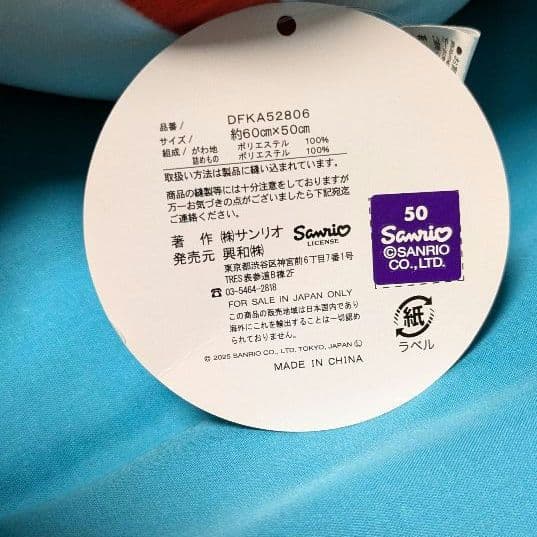 品番/ DFKA52806
サイズ/ 約60cm×50cm
組成/ がわ地 ポリエステル 100%
詰めもの ポリエステル 100%
取扱い方法は製品に縫い込まれています。
商品の縫製等には十分注意をしておりますが
万一お気づきの点がございましたら下記宛迄
ご連絡ください。
著 作 ㈱サンリオ Sanrio LICENSE
発売元 興和㈱
東京都渋谷区神宮前6丁目7番1号
TRES表参道B棟2F
☎ 03-5464-2818
FOR SALE IN JAPAN ONLY
この商品の販売地域は日本国内であり
海外にこれを輸出することは一切認め
られておりません。
© 2025 SANRIO CO., LTD. TOKYO, JAPAN Ⓛ
MADE IN CHINA
50
Sanrio
©SANRIO
CO., LTD.
紙
ラベル